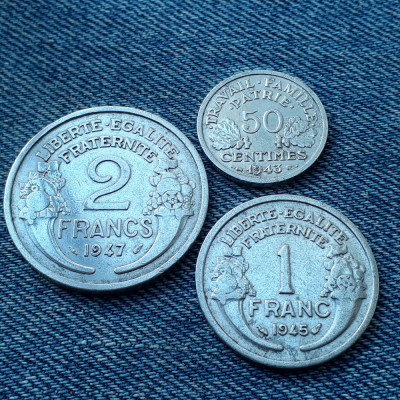 LIBERTE-EGALITE
FRATERNITE
2
FRANCS
1947
TRAVAIL-FAMILLE
PATRIE
50
CENTIMES
1943
LIBERTE-EGALITE
FRATERNITE
1
FRANC
1945